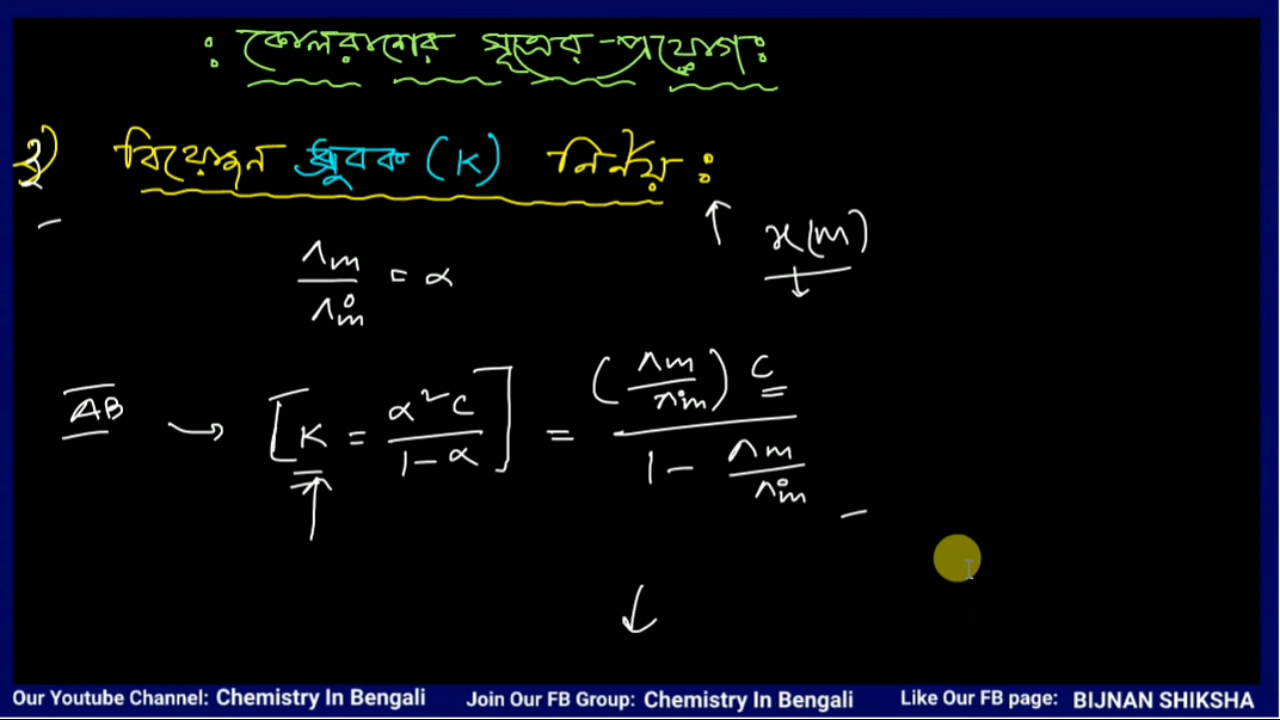 : কোলরাশের সূত্রের প্রয়োগ :
২) বিয়োজন ধ্রুবক (K) নির্ণয় :
↑ x(m)
Λm/Λ°m = α
AB → [K = α²c/(1-α)] = (Λm/Λ°m) c/(1 - Λm/Λ°m)
Our Youtube Channel: Chemistry In Bengali Join Our FB Group: Chemistry In Bengali Like Our FB page: BIJNAN SHIKSHA